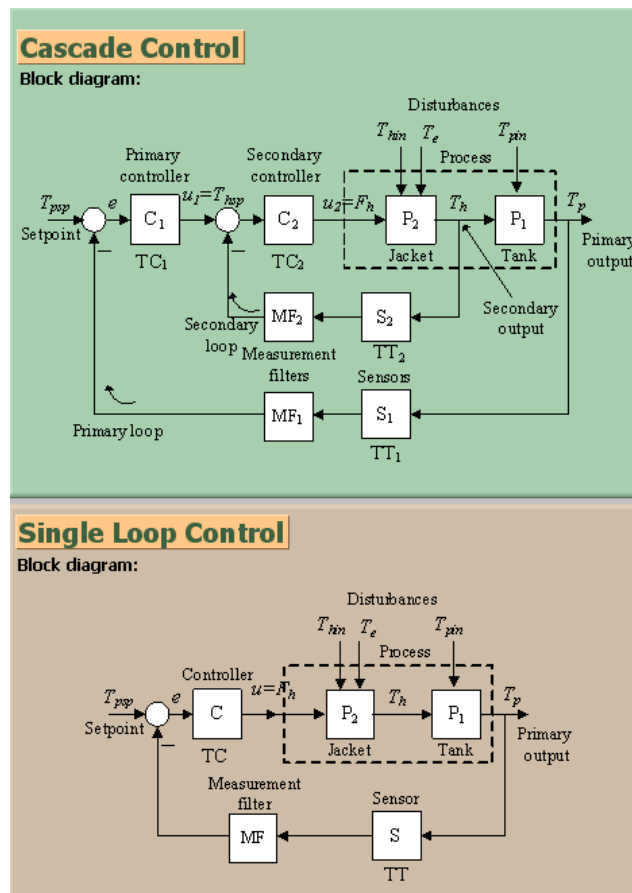 Cascade Control
Block diagram:
Disturbances
T_hin T_e T_pin
Process
Primary controller
Secondary controller
T_psp e u_1=T_hsp u_2=F_h T_h T_p
Setpoint
C_1 C_2 P_2 P_1
TC_1 TC_2 Jacket Tank
Primary output
Secondary output
Secondary loop
MF_2 S_2
TT_2
Measurement filters
Sensors
MF_1 S_1
Primary loop
TT_1
Single Loop Control
Block diagram:
Disturbances
T_hin T_e T_pin
Process
Controller
T_psp e u=F_h T_h T_p
Setpoint
C P_2 P_1
TC Jacket Tank
Primary output
Measurement filter
Sensor
MF S
TT